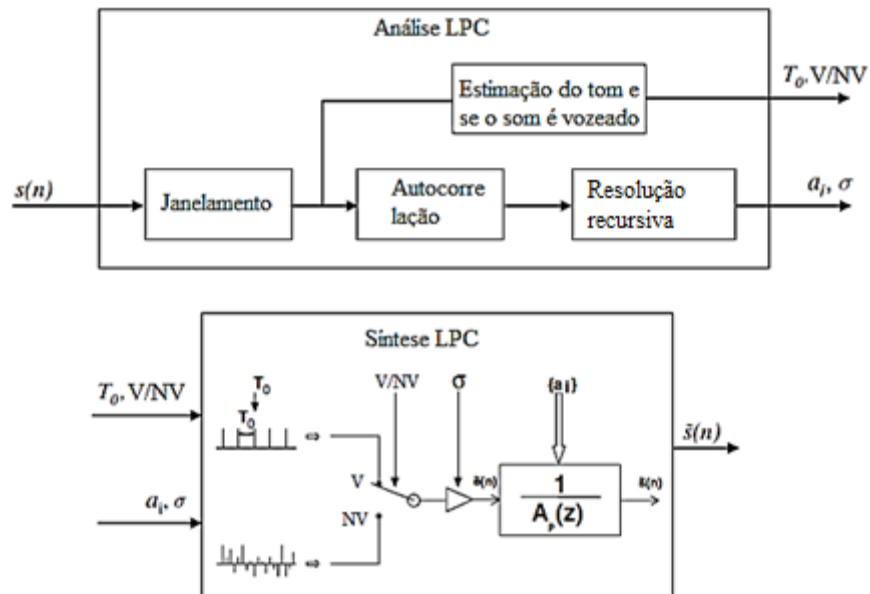 Análise LPC
T₀, V/NV
Estimação do tom e
se o som é vozeado
s(n)
Janelamento
Autocorre
lação
Resolução
recursiva
aᵢ, σ
Síntese LPC
T₀, V/NV
T₀
T₀
V/NV
σ
{aᵢ}
s̃(n)
V
ẽ(n)
1
Aₚ(z)
s̃(n)
aᵢ, σ
NV